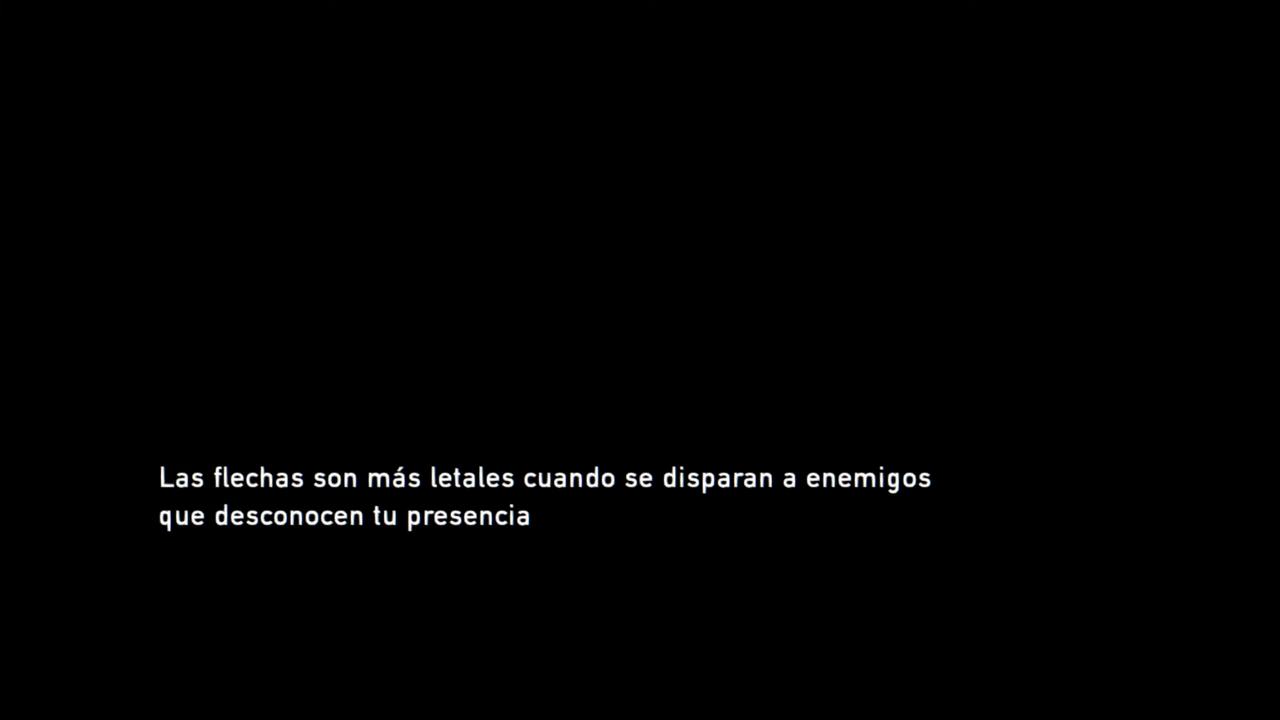 Las flechas son más letales cuando se disparan a enemigos
que desconocen tu presencia